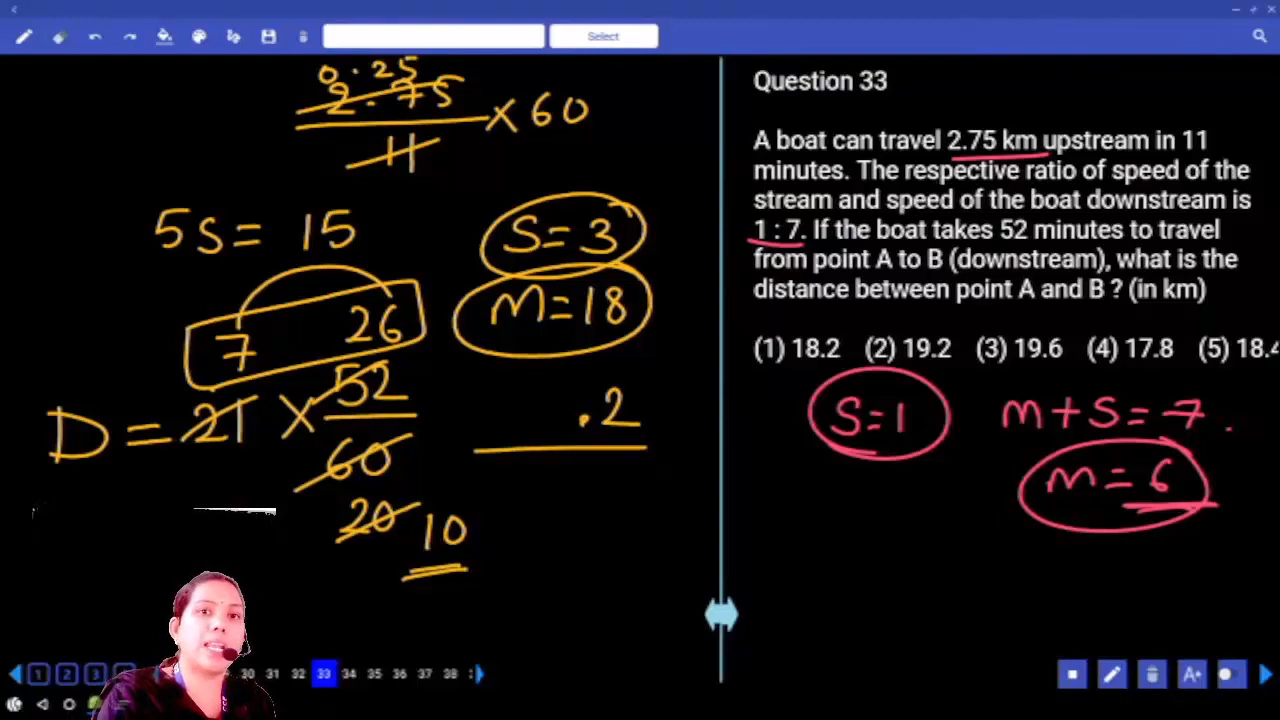 Select
0.25
2.75
11
×60
5S = 15
S=3
M=18
7 26
D = 21 × 52
60
20 10
.2
Question 33
A boat can travel 2.75 km upstream in 11
minutes. The respective ratio of speed of the
stream and speed of the boat downstream is
1 : 7. If the boat takes 52 minutes to travel
from point A to B (downstream), what is the
distance between point A and B ? (in km)
(1) 18.2 (2) 19.2 (3) 19.6 (4) 17.8 (5) 18.4
S=1 M+S=7.
M=6
1 2 3 30 31 32 33 34 35 36 37 38
A+